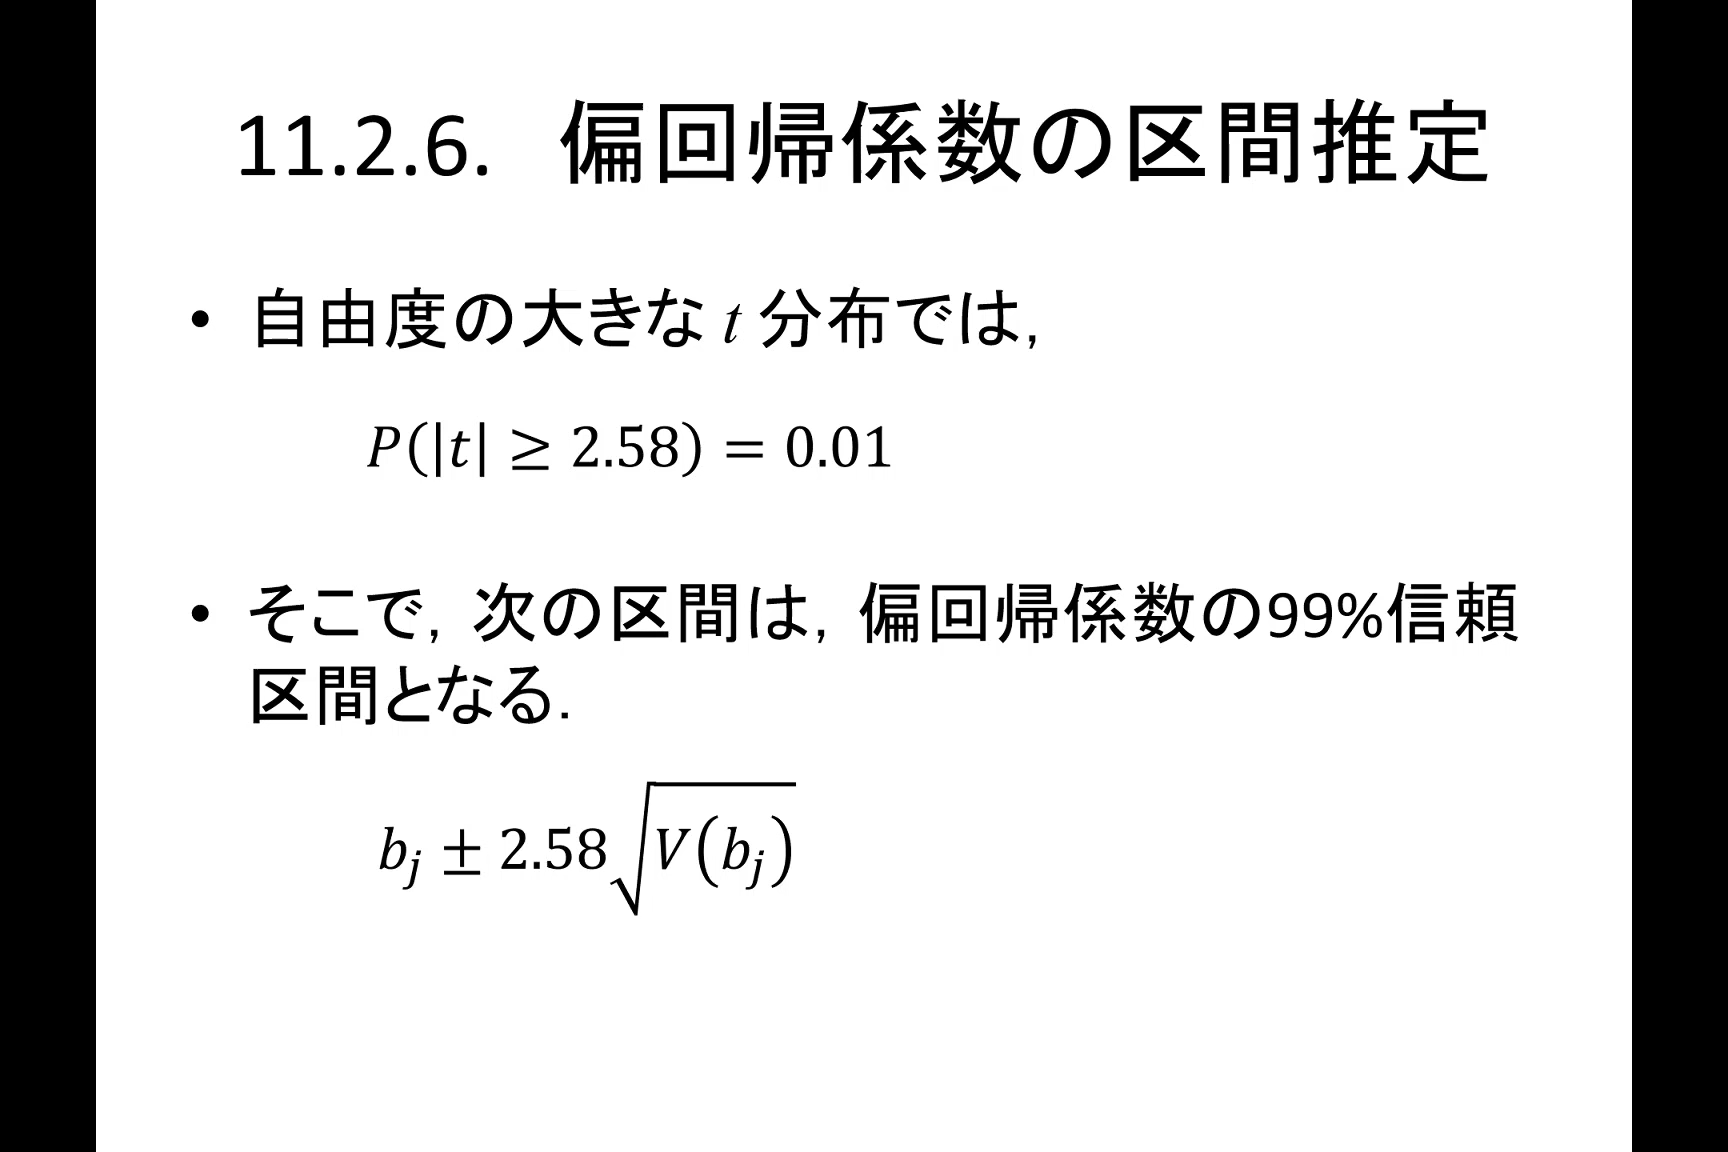 11.2.6. 偏回帰係数の区間推定
• 自由度の大きな t 分布では，
P(|t| ≥ 2.58) = 0.01
• そこで，次の区間は，偏回帰係数の99%信頼
区間となる．
b_j ± 2.58√V(b_j)